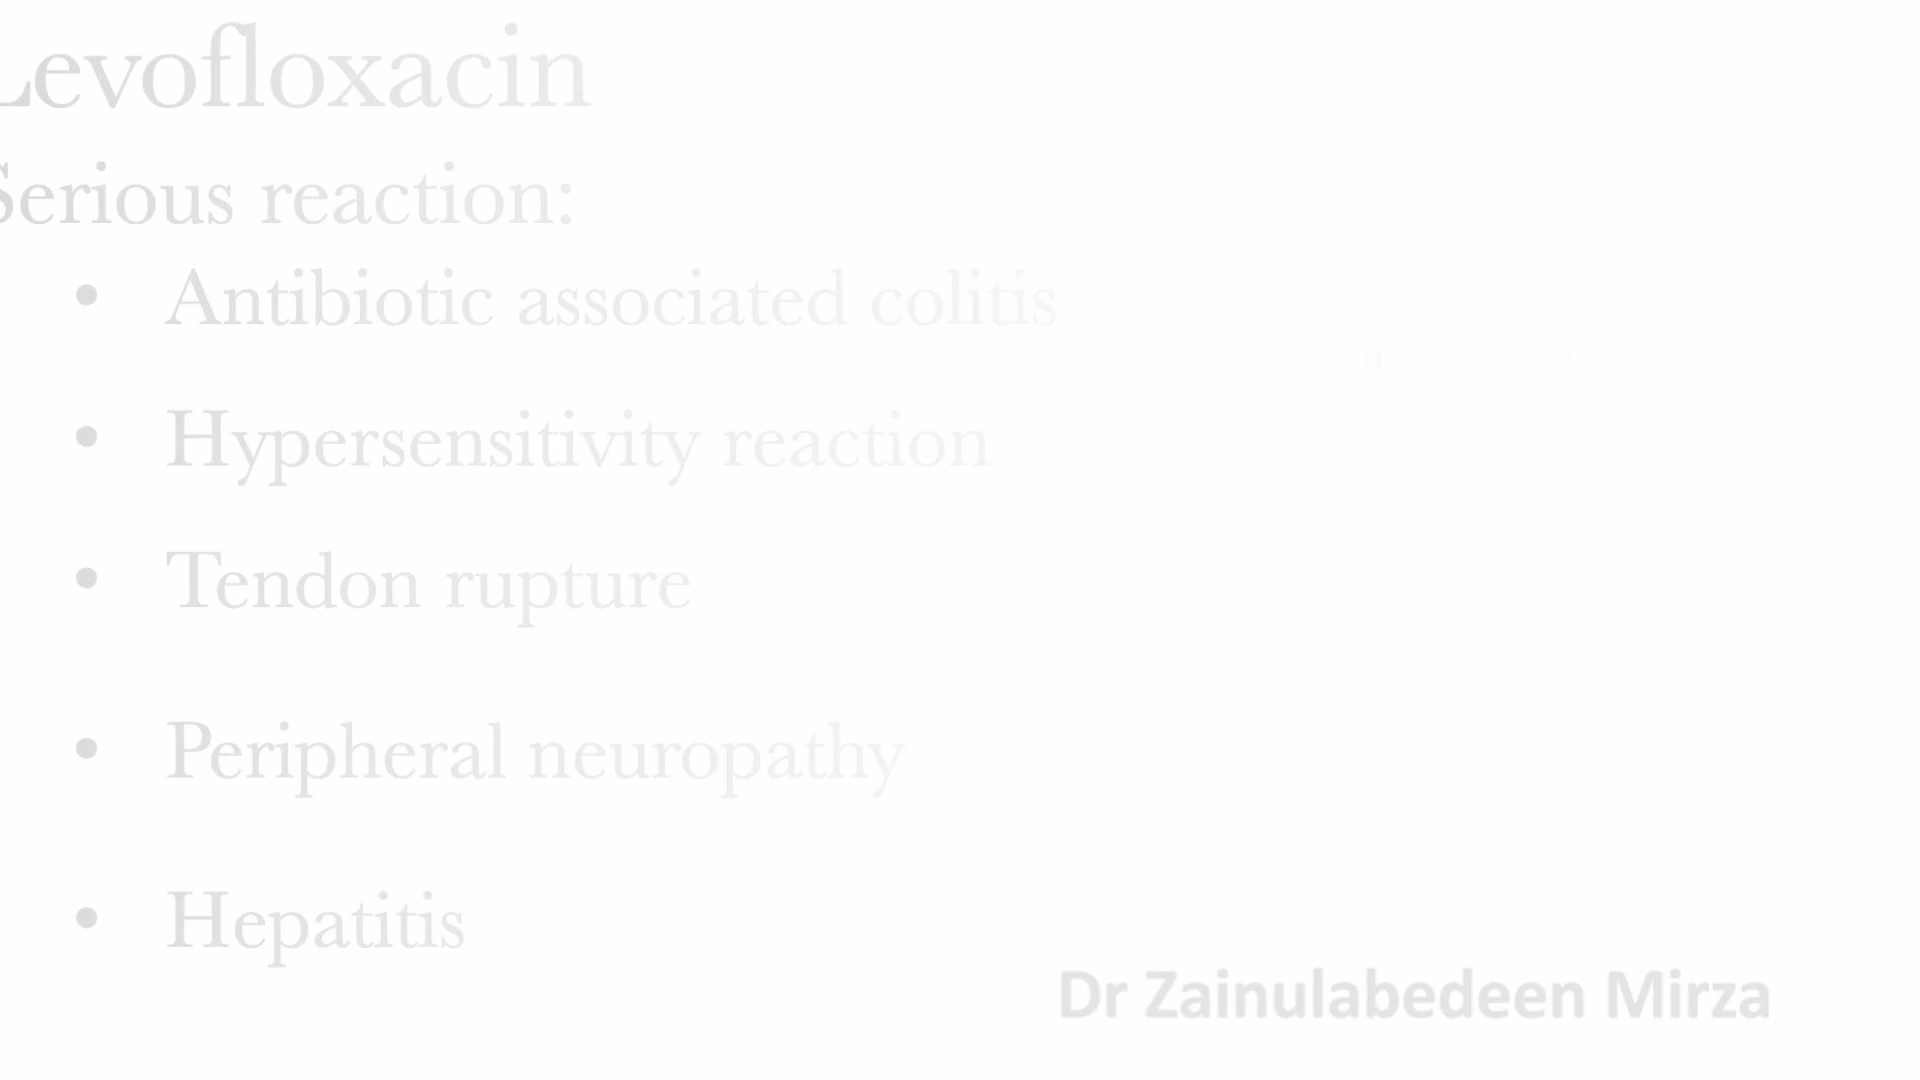 Levofloxacin
Serious reaction:
• Antibiotic associated colitis
• Hypersensitivity reaction
• Tendon rupture
• Peripheral neuropathy
• Hepatitis
Dr Zainulabedeen Mirza